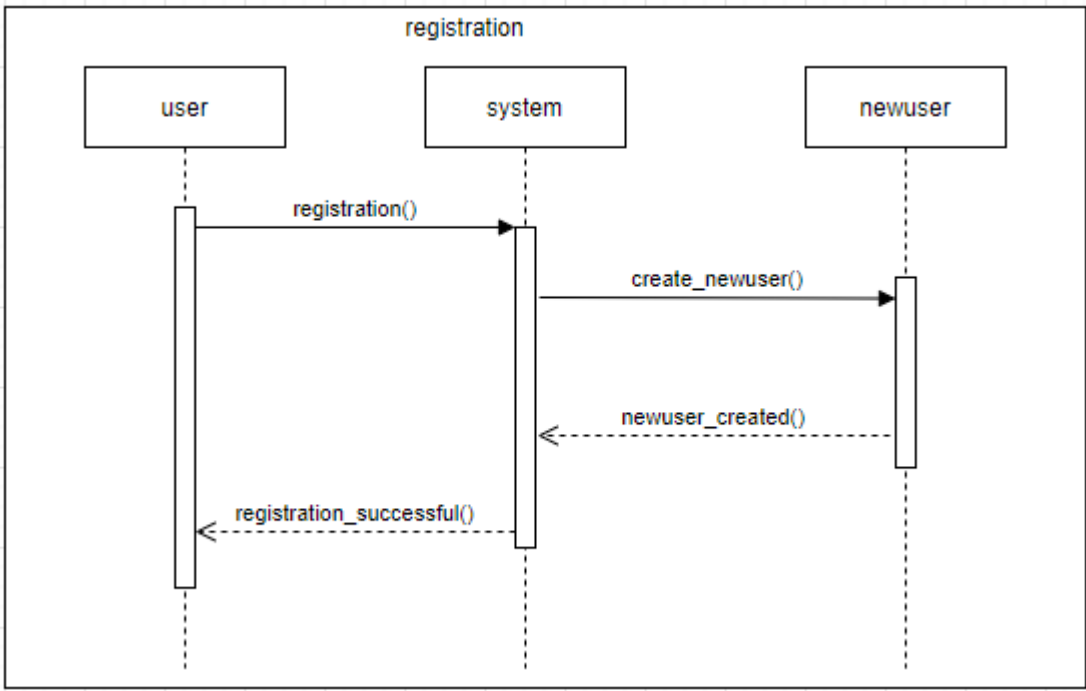 registration
user
system
newuser
registration()
create_newuser()
newuser_created()
registration_successful()